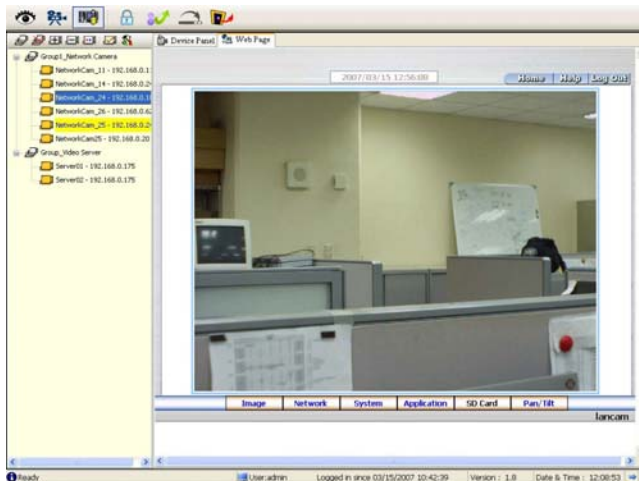 Device Panel Web Page
Group1_Network Camera
NetworkCam_11 - 192.168.0.1
NetworkCam_14 - 192.168.0.2
NetworkCam_24 - 192.168.0.1
NetworkCam_26 - 192.168.0.6
NetworkCam_25 - 192.168.0.2
NetworkCam25 - 192.168.0.20
Group_Video Server
Server01 - 192.168.0.175
Server02 - 192.168.0.175
2007/03/15 12:56:00
Home Help Log Out
Image Network System Application SD Card Pan/Tilt
lancam
Ready User:admin Logged in since 03/15/2007 10:42:39 Version : 1.8 Date & Time : 12:08:53